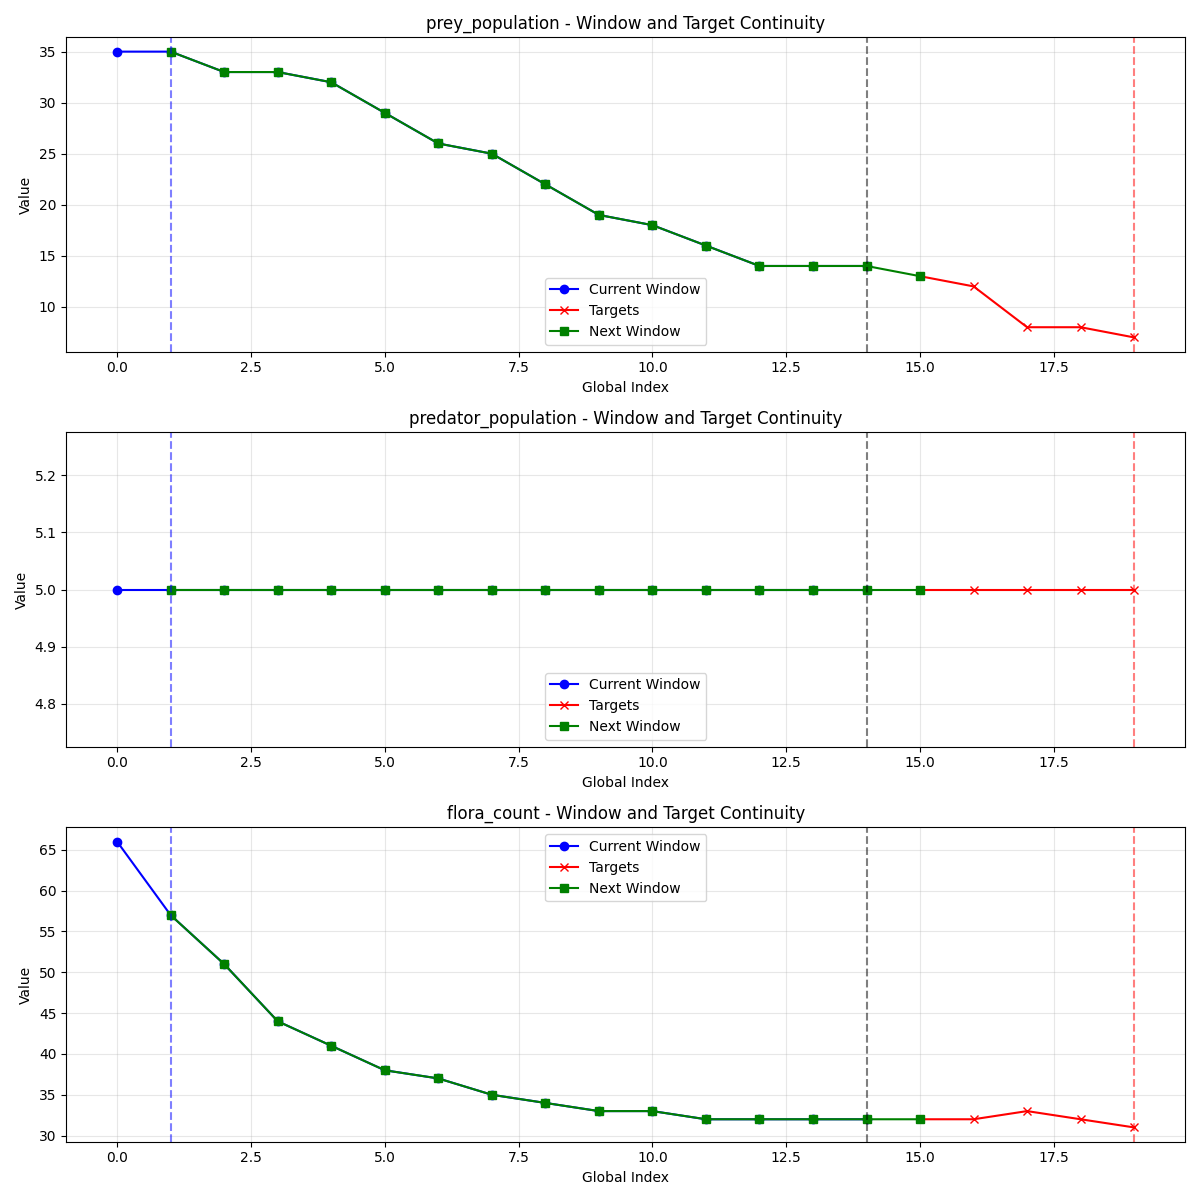 prey_population - Window and Target Continuity
35
30
25
20
15
10
Value
Current Window
Targets
Next Window
0.0 2.5 5.0 7.5 10.0 12.5 15.0 17.5
Global Index
predator_population - Window and Target Continuity
5.2
5.1
5.0
4.9
4.8
Value
Current Window
Targets
Next Window
0.0 2.5 5.0 7.5 10.0 12.5 15.0 17.5
Global Index
flora_count - Window and Target Continuity
65
60
55
50
45
40
35
30
Value
Current Window
Targets
Next Window
0.0 2.5 5.0 7.5 10.0 12.5 15.0 17.5
Global Index